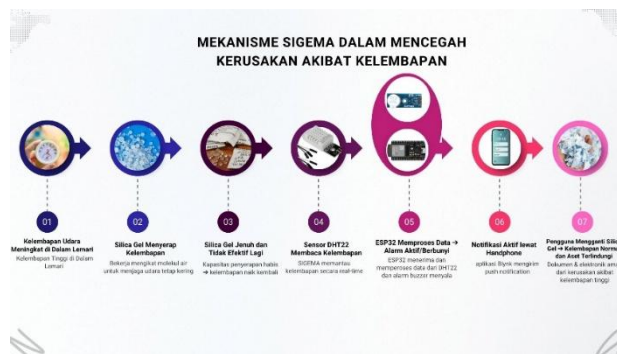 MEKANISME SIGEMA DALAM MENCEGAH
KERUSAKAN AKIBAT KELEMBAPAN
01
Kelembapan Udara
Meningkat di Dalam Lemari
Kelembapan Tinggi di Dalam
Lemari
02
Silica Gel Menyerap
Kelembapan
Bekerja mengikat molekul air
untuk menjaga udara tetap kering
03
Silica Gel Jenuh dan
Tidak Efektif Lagi
Kapasitas penyerapan habis
→ kelembapan naik kembali
04
Sensor DHT22
Membaca Kelembapan
SIGEMA memantau
kelembapan secara real-time
05
ESP32 Memproses Data →
Alarm Aktif/Berbunyi
ESP32 menerima dan
memproses data dari DHT22
dan alarm buzzer menyala
06
Notifikasi Aktif lewat
Handphone
aplikasi Blynk mengirim
push notification
07
Pengguna Mengganti Silica
Gel → Kelembapan Normal
dan Aset Terlindungi
Dokumen & elektronik aman
dari kerusakan akibat
kelembapan tinggi